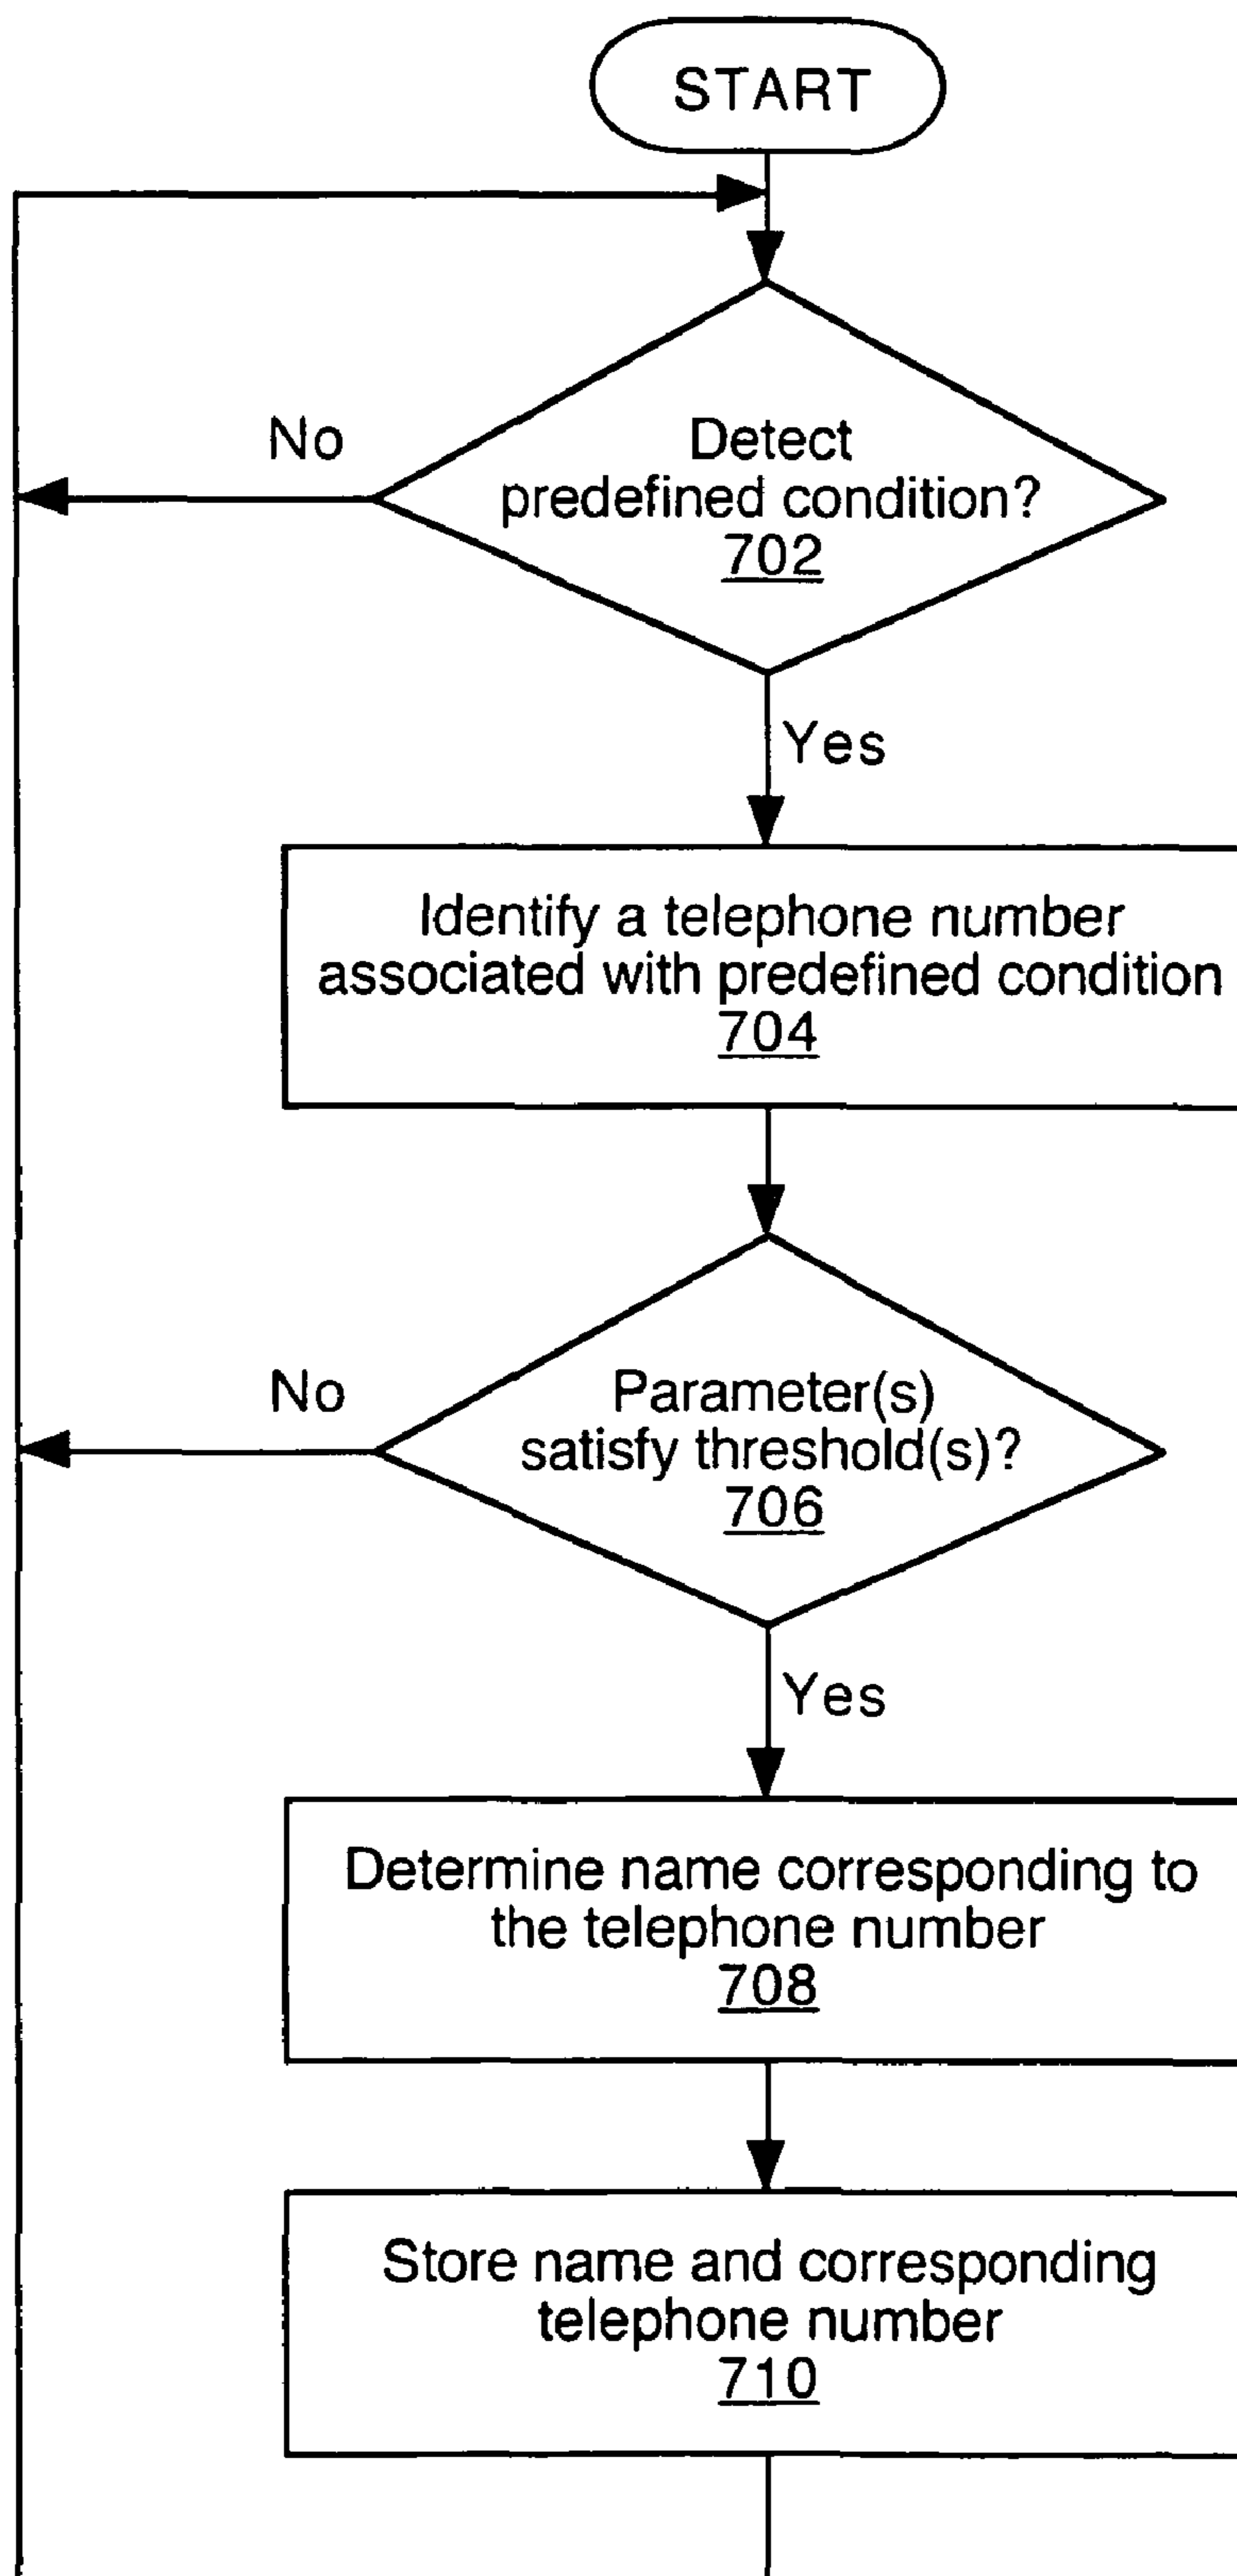 START
No
Detect
predefined condition?
702
Yes
Identify a telephone number
associated with predefined condition
704
No
Parameter(s)
satisfy threshold(s)?
706
Yes
Determine name corresponding to
the telephone number
708
Store name and corresponding
telephone number
710